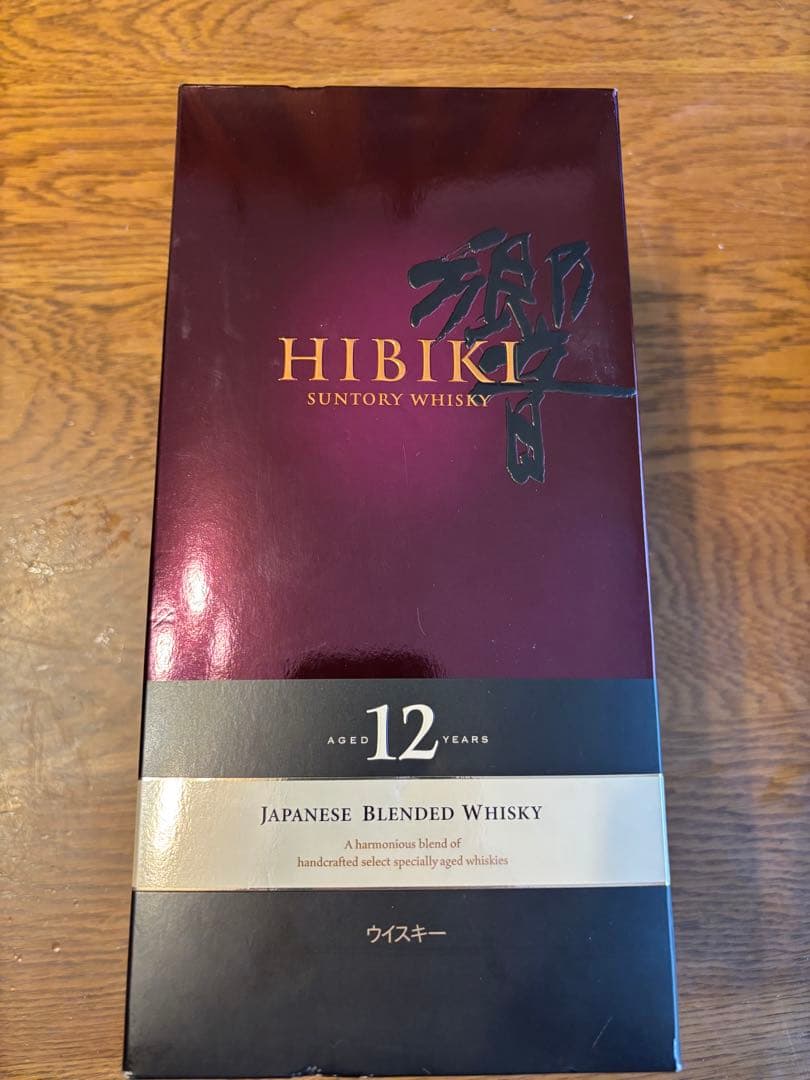 響
HIBIKI
SUNTORY WHISKY
AGED 12 YEARS
JAPANESE BLENDED WHISKY
A harmonious blend of
handcrafted select specially aged whiskies
ウイスキー